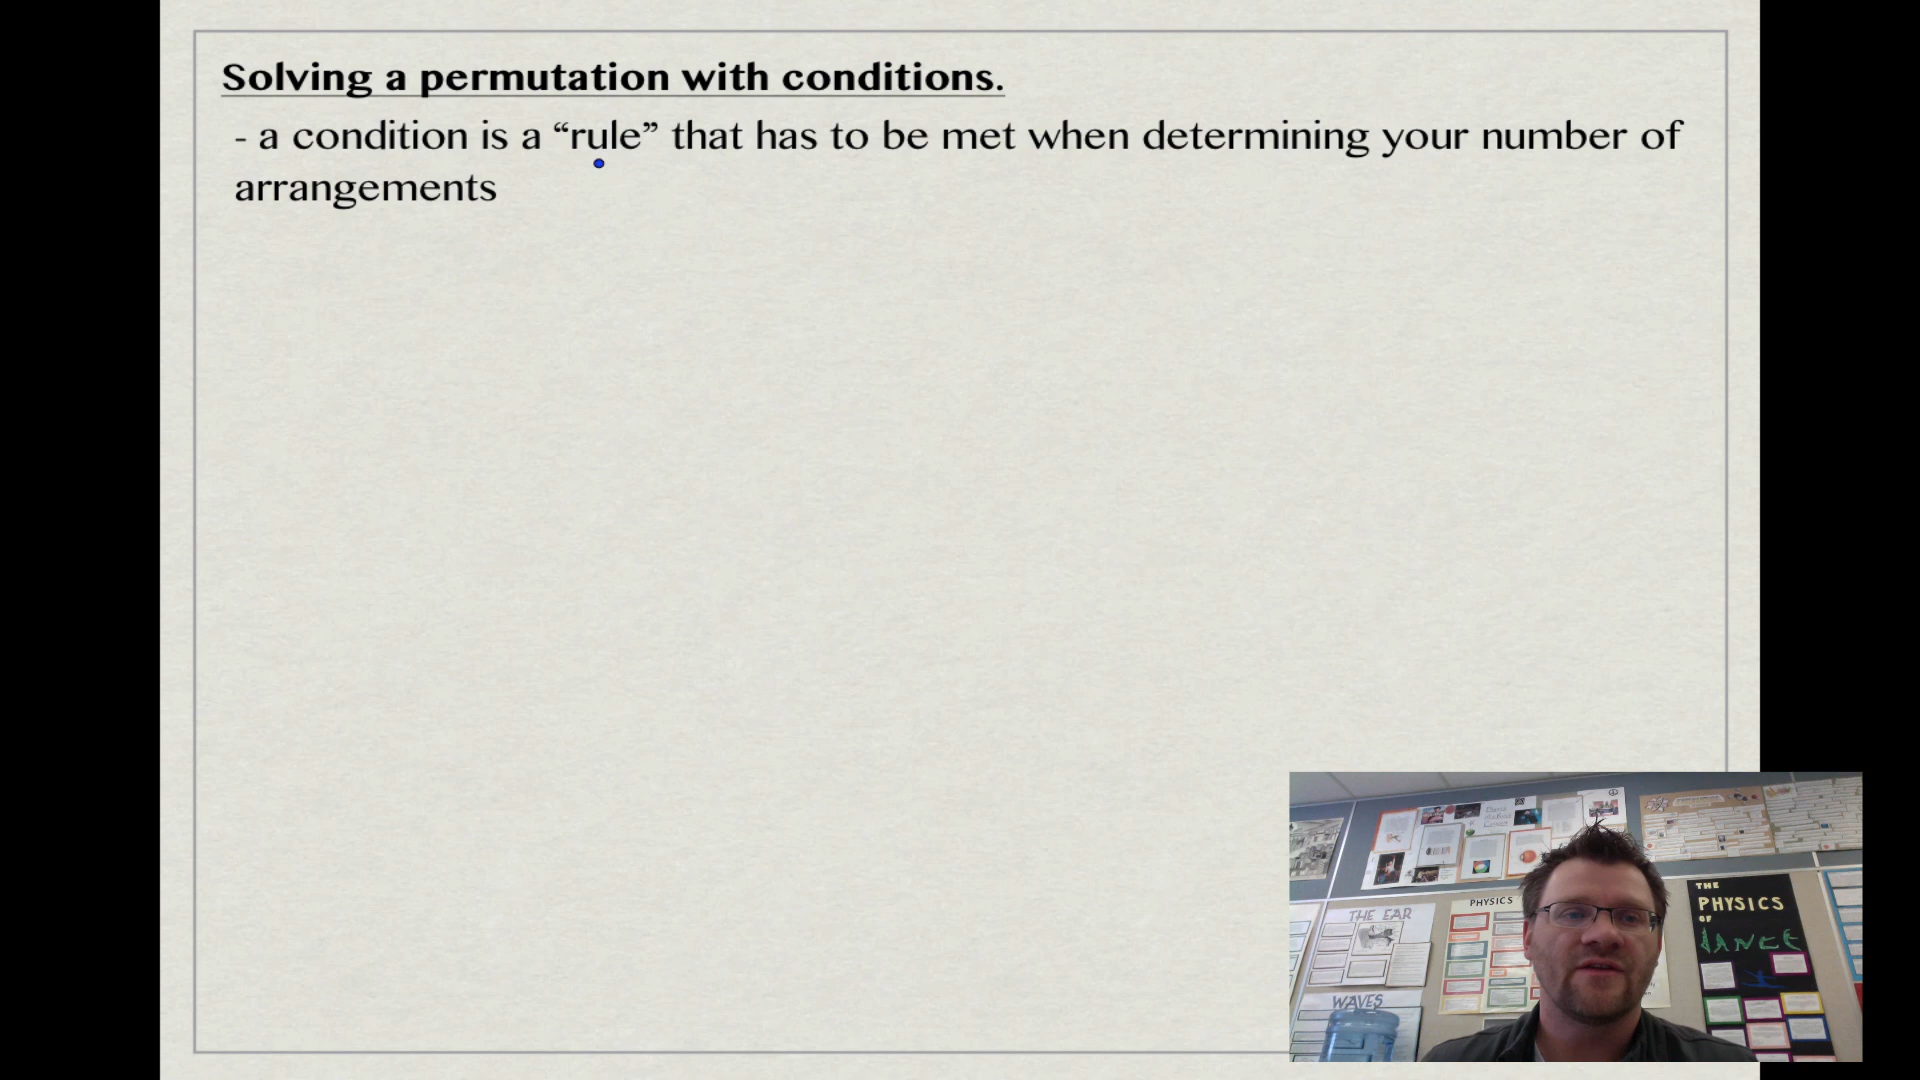 Solving a permutation with conditions.
- a condition is a “rule” that has to be met when determining your number of
arrangements
THE EAR
PHYSICS
WAVES
THE
PHYSICS
OF
DANCE